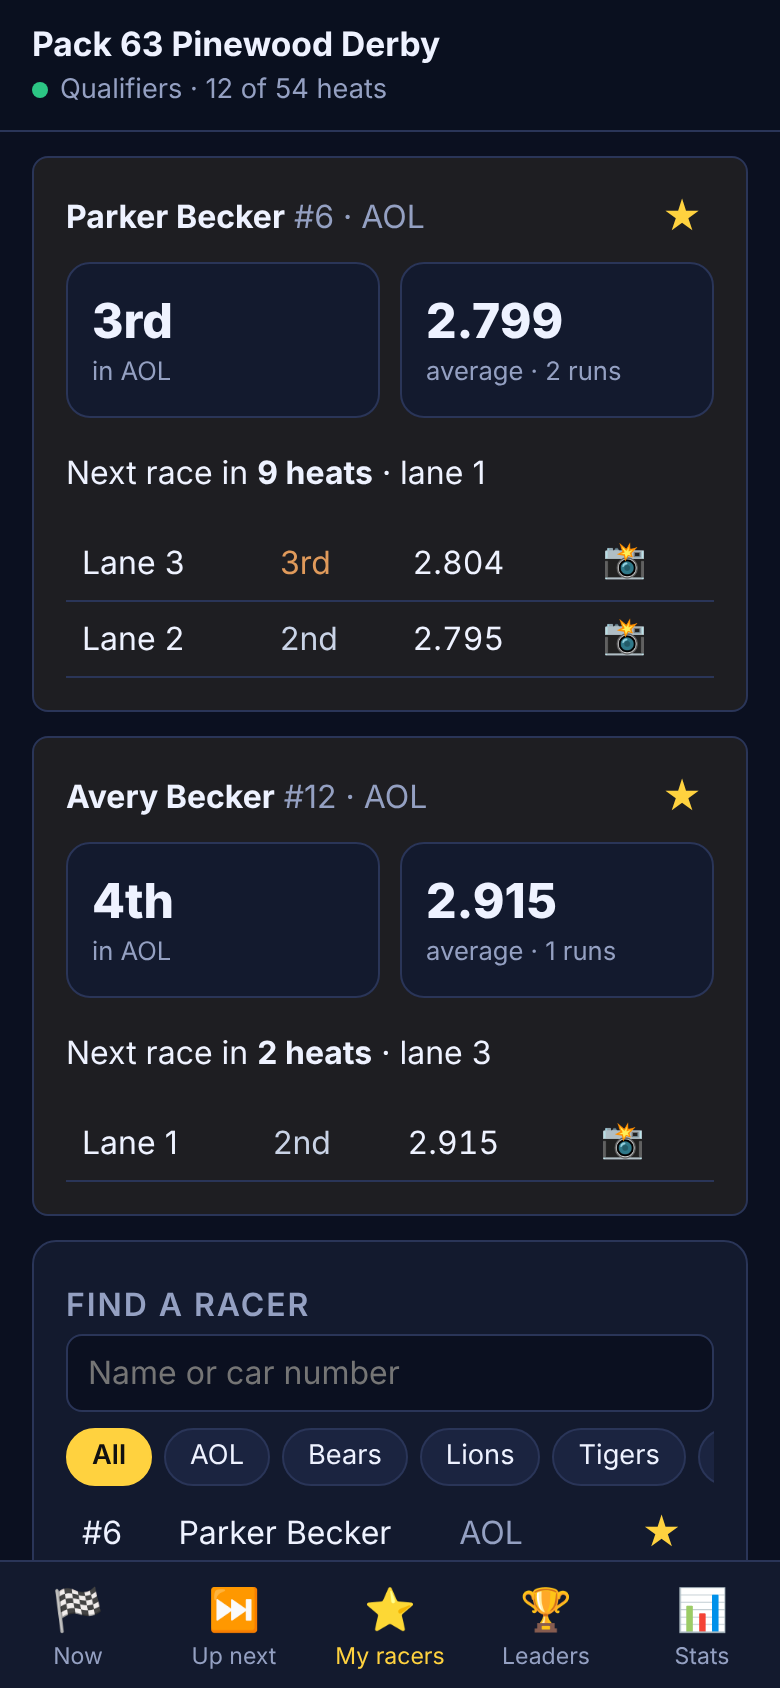 Pack 63 Pinewood Derby
Qualifiers · 12 of 54 heats
Parker Becker #6 · AOL
3rd
in AOL
2.799
average · 2 runs
Next race in 9 heats · lane 1
Lane 3 3rd 2.804
Lane 2 2nd 2.795
Avery Becker #12 · AOL
4th
in AOL
2.915
average · 1 runs
Next race in 2 heats · lane 3
Lane 1 2nd 2.915
FIND A RACER
Name or car number
All AOL Bears Lions Tigers
#6 Parker Becker AOL
Now Up next My racers Leaders Stats